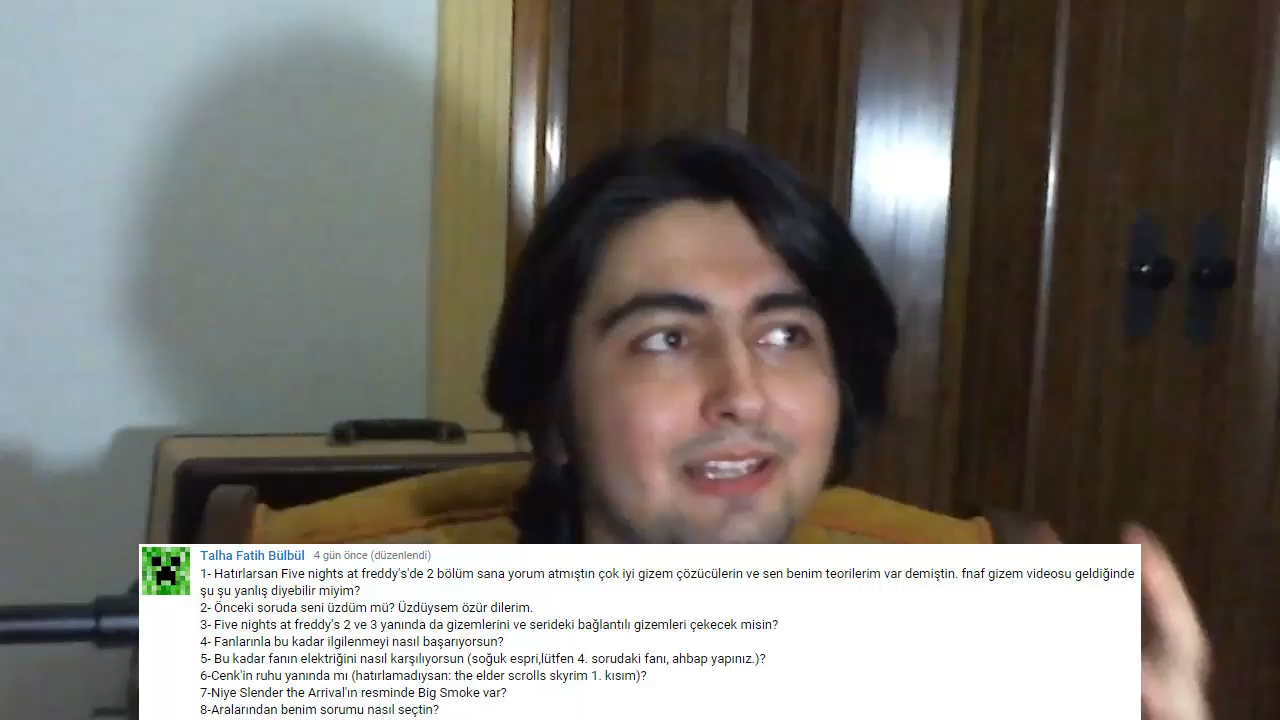 Talha Fatih Bülbül 4 gün önce (düzenlendi)
1- Hatırlarsan Five nights at freddy's'de 2 bölüm sana yorum atmıştın çok iyi gizem çözücülerin ve sen benim teorilerim var demiştin. fnaf gizem videosu geldiğinde
şu şu yanlış diyebilir miyim?
2- Önceki soruda seni üzdüm mü? Üzdüysem özür dilerim.
3- Five nights at freddy's 2 ve 3 yanında da gizemlerini ve serideki bağlantılı gizemleri çekecek misin?
4- Fanlarınla bu kadar ilgilenmeyi nasıl başarıyorsun?
5- Bu kadar fanın elektriğini nasıl karşılıyorsun (soğuk espri,lütfen 4. sorudaki fanı, ahbap yapınız.)?
6-Cenk'in ruhu yanında mı (hatırlamadıysan: the elder scrolls skyrim 1. kısım)?
7-Niye Slender the Arrival'ın resminde Big Smoke var?
8-Aralarından benim sorumu nasıl seçtin?